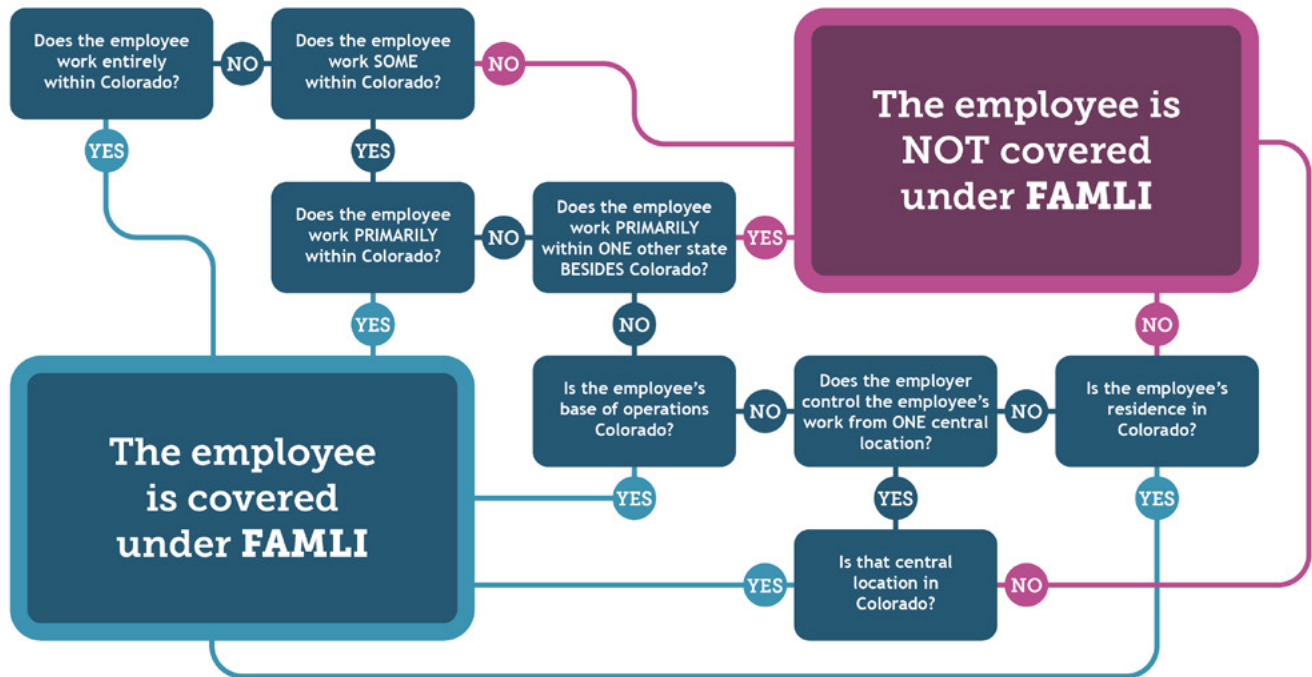 Does the employee
work entirely
within Colorado?
NO
Does the employee
work SOME
within Colorado?
NO
The employee is
NOT covered
under FAMLI
YES
YES
Does the employee
work PRIMARILY
within Colorado?
NO
Does the employee
work PRIMARILY
within ONE other state
BESIDES Colorado?
YES
YES
NO
NO
The employee
is covered
under FAMLI
Is the employee's
base of operations
Colorado?
NO
Does the employer
control the employee's
work from ONE central
location?
NO
Is the employee's
residence in
Colorado?
YES
YES
YES
YES
Is that central
location in
Colorado?
NO